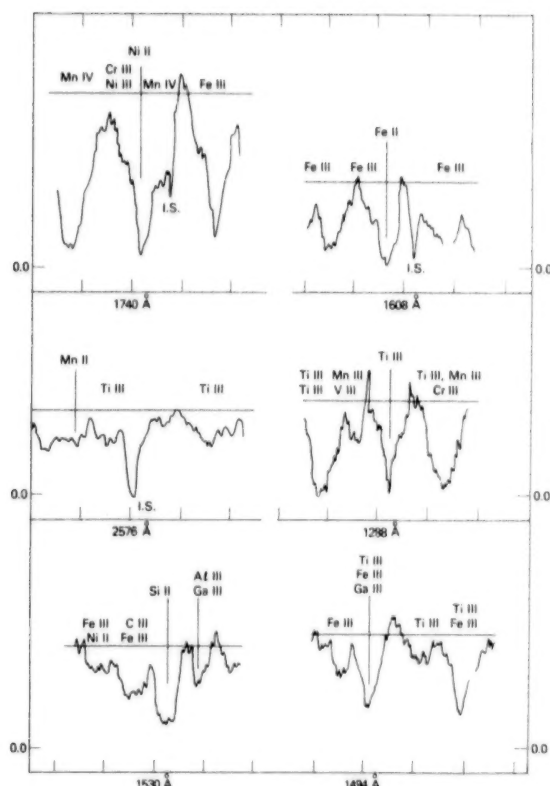 Ni II
Mn IV Cr III Mn IV Fe III
Ni III
I.S.
0.0
1740 Å
Fe II
Fe III Fe III Fe III
I.S.
0.0
1608 Å
Mn II
Ti III Ti III
I.S.
0.0
2576 Å
Ti III
Ti III Mn III Ti III, Mn III
Ti III V III Cr III
0.0
1298 Å
Al III
Si II Ga III
Fe III C III
Ni II Fe III
0.0
1530 Å
Ti III
Fe III
Ga III
Ti III
Fe III Ti III Fe III
0.0
1494 Å